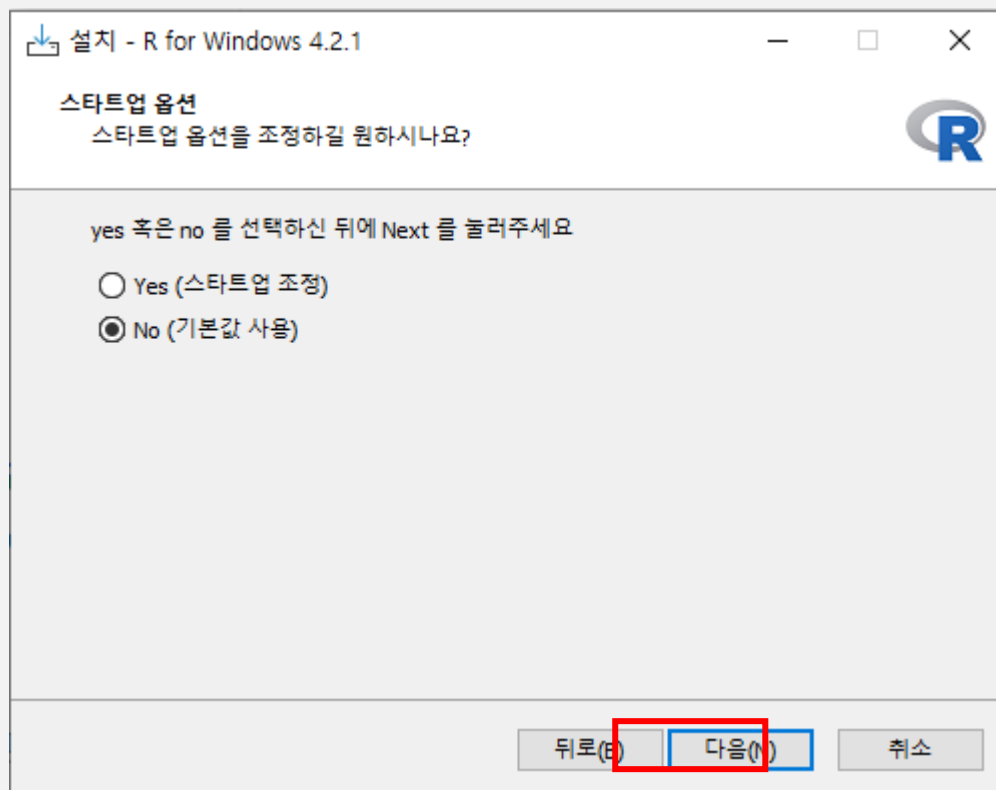 설치 - R for Windows 4.2.1
스타트업 옵션
스타트업 옵션을 조정하길 원하시나요?
R
yes 혹은 no 를 선택하신 뒤에 Next 를 눌러주세요
Yes (스타트업 조정)
No (기본값 사용)
뒤로(B) 다음(N) 취소